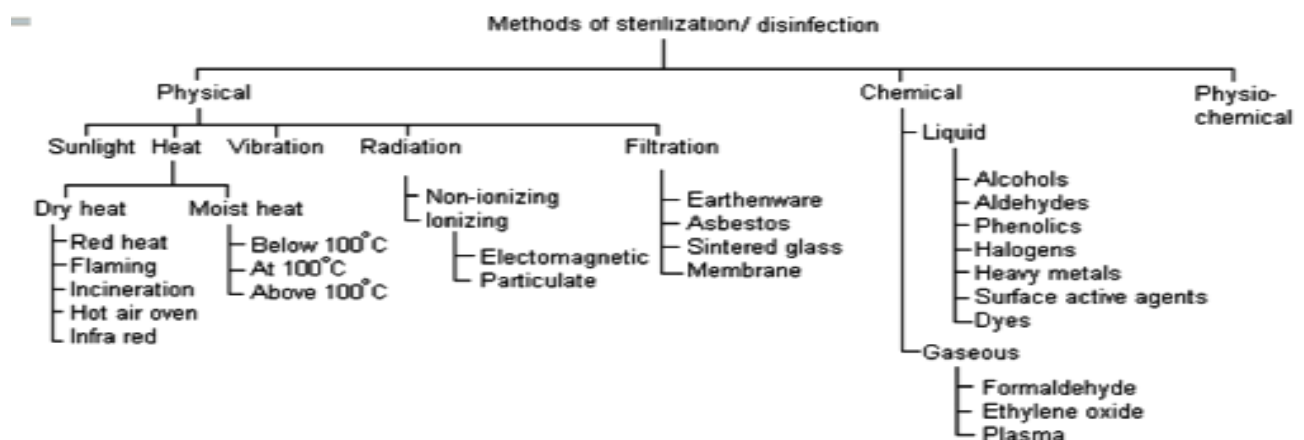 Methods of sterilization/ disinfection
Physical
Chemical
Physio-
chemical
Sunlight
Heat
Vibration
Radiation
Filtration
Dry heat
Red heat
Flaming
Incineration
Hot air oven
Infra red
Moist heat
Below 100°C
At 100°C
Above 100°C
Non-ionizing
Ionizing
Electomagnetic
Particulate
Earthenware
Asbestos
Sintered glass
Membrane
Liquid
Alcohols
Aldehydes
Phenolics
Halogens
Heavy metals
Surface active agents
Dyes
Gaseous
Formaldehyde
Ethylene oxide
Plasma